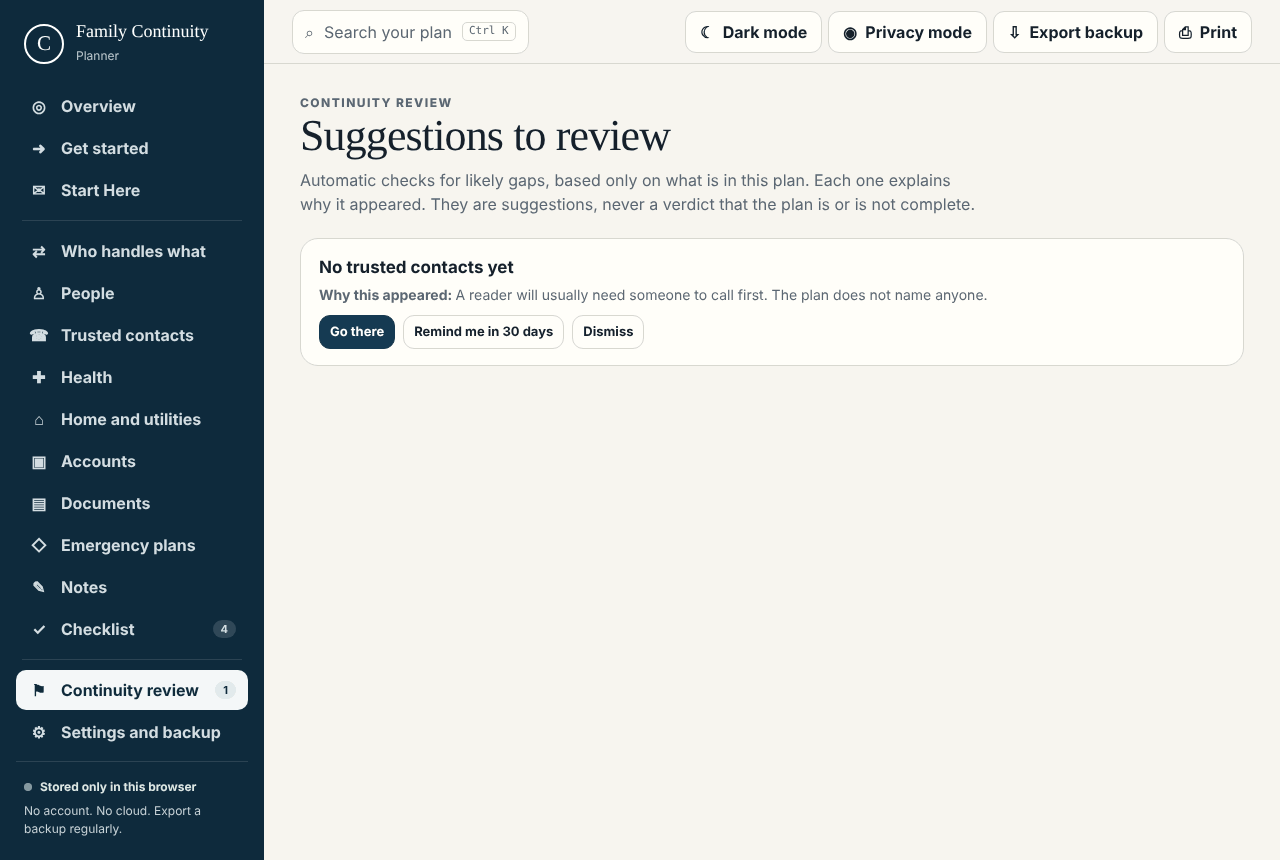 C
Family Continuity
Planner
Overview
Get started
Start Here
Who handles what
People
Trusted contacts
Health
Home and utilities
Accounts
Documents
Emergency plans
Notes
Checklist 4
Continuity review 1
Settings and backup
Stored only in this browser
No account. No cloud. Export a
backup regularly.
Search your plan Ctrl K
Dark mode
Privacy mode
Export backup
Print
CONTINUITY REVIEW
Suggestions to review
Automatic checks for likely gaps, based only on what is in this plan. Each one explains
why it appeared. They are suggestions, never a verdict that the plan is or is not complete.
No trusted contacts yet
Why this appeared: A reader will usually need someone to call first. The plan does not name anyone.
Go there
Remind me in 30 days
Dismiss